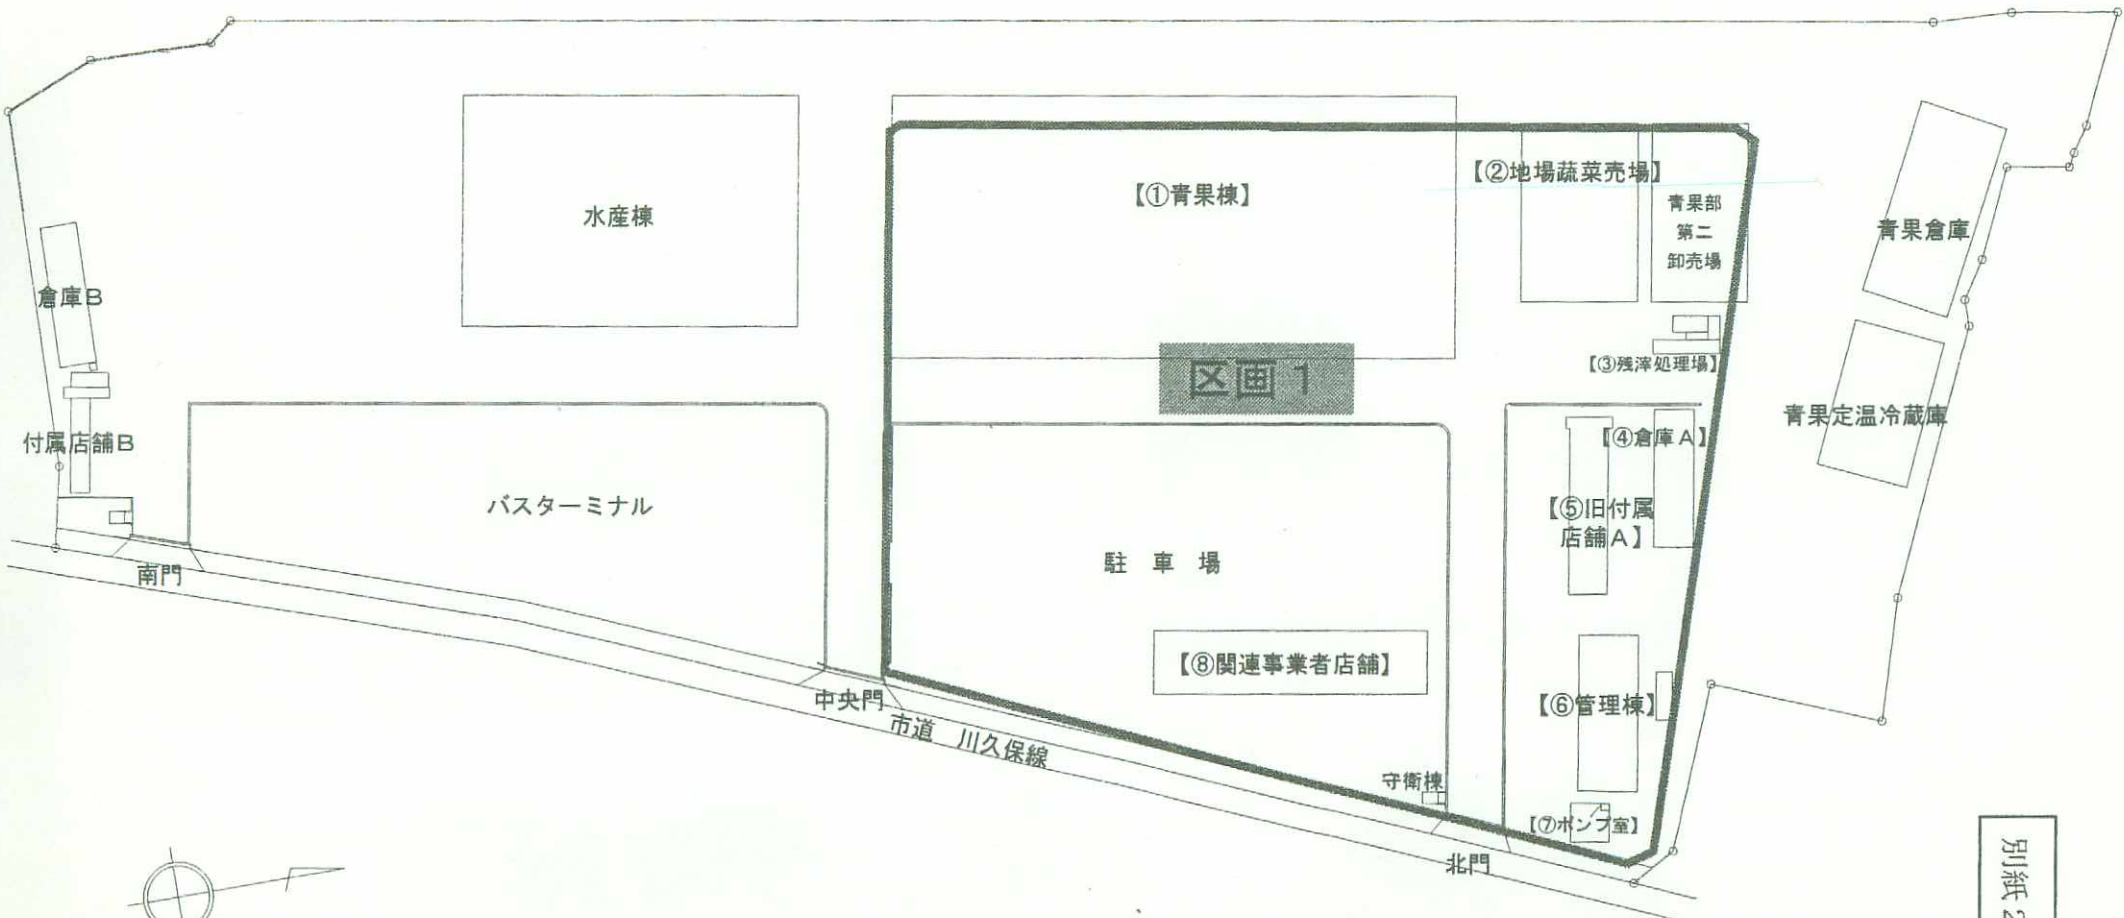 【①青果棟】
【②地場蔬菜売場】
水産棟
青果部
第二
卸売場
青果倉庫
倉庫B
【③残滓処理場】
区画1
青果定温冷蔵庫
付属店舗B
【④倉庫A】
バスターミナル
【⑤旧付属
店舗A】
駐車場
南門
【⑧関連事業者店舗】
中央門
【⑥管理棟】
市道 川久保線
守衛棟
【⑦ポンプ室】
北門
別紙2